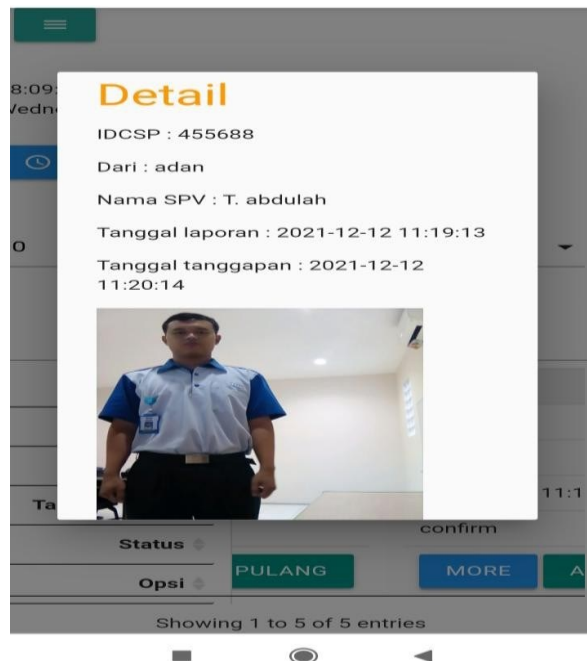 8:09:
Wedne
Detail
IDCSP : 455688
Dari : adan
Nama SPV : T. abdulah
Tanggal laporan : 2021-12-12 11:19:13
Tanggal tanggapan : 2021-12-12
11:20:14
0
Ta
11:1
confirm
Status
PULANG
MORE
A
Opsi
Showing 1 to 5 of 5 entries